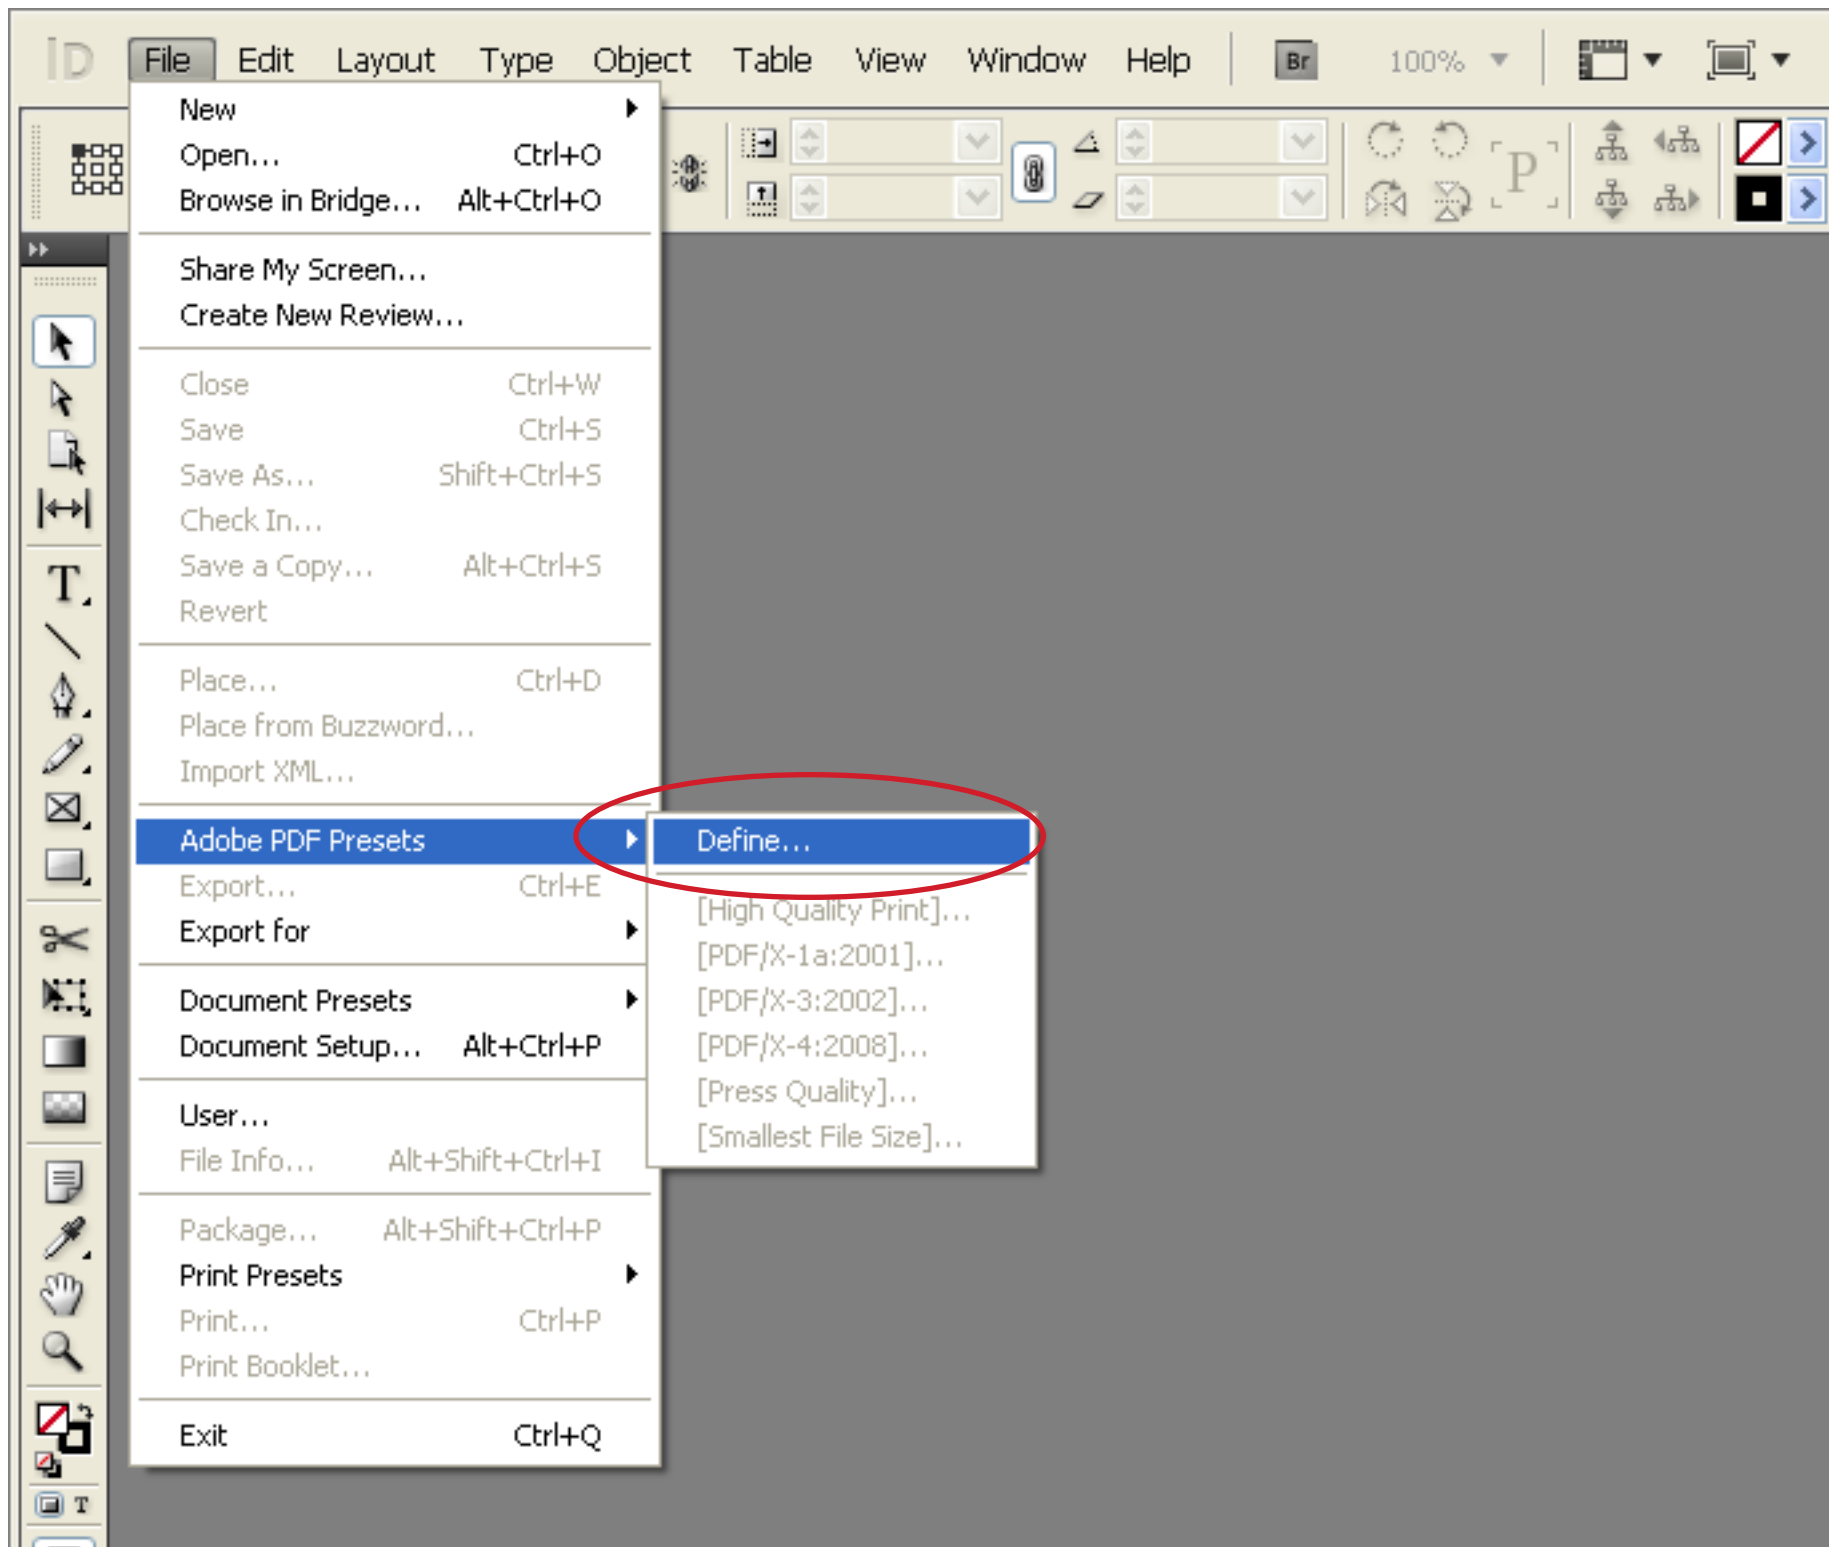 ID File Edit Layout Type Object Table View Window Help Br 100%
New
Open... Ctrl+O
Browse in Bridge... Alt+Ctrl+O
P
Share My Screen...
Create New Review...
Close Ctrl+W
Save Ctrl+S
Save As... Shift+Ctrl+S
Check In...
Save a Copy... Alt+Ctrl+S
T
Revert
Place... Ctrl+D
Place from Buzzword...
Import XML...
Adobe PDF Presets
Export... Ctrl+E
Export for
Document Presets
Document Setup... Alt+Ctrl+P
User...
File Info... Alt+Shift+Ctrl+I
Package... Alt+Shift+Ctrl+P
Print Presets
Print... Ctrl+P
Print Booklet...
Exit Ctrl+Q
T
Define...
[High Quality Print]...
[PDF/X-1a:2001]...
[PDF/X-3:2002]...
[PDF/X-4:2008]...
[Press Quality]...
[Smallest File Size]...